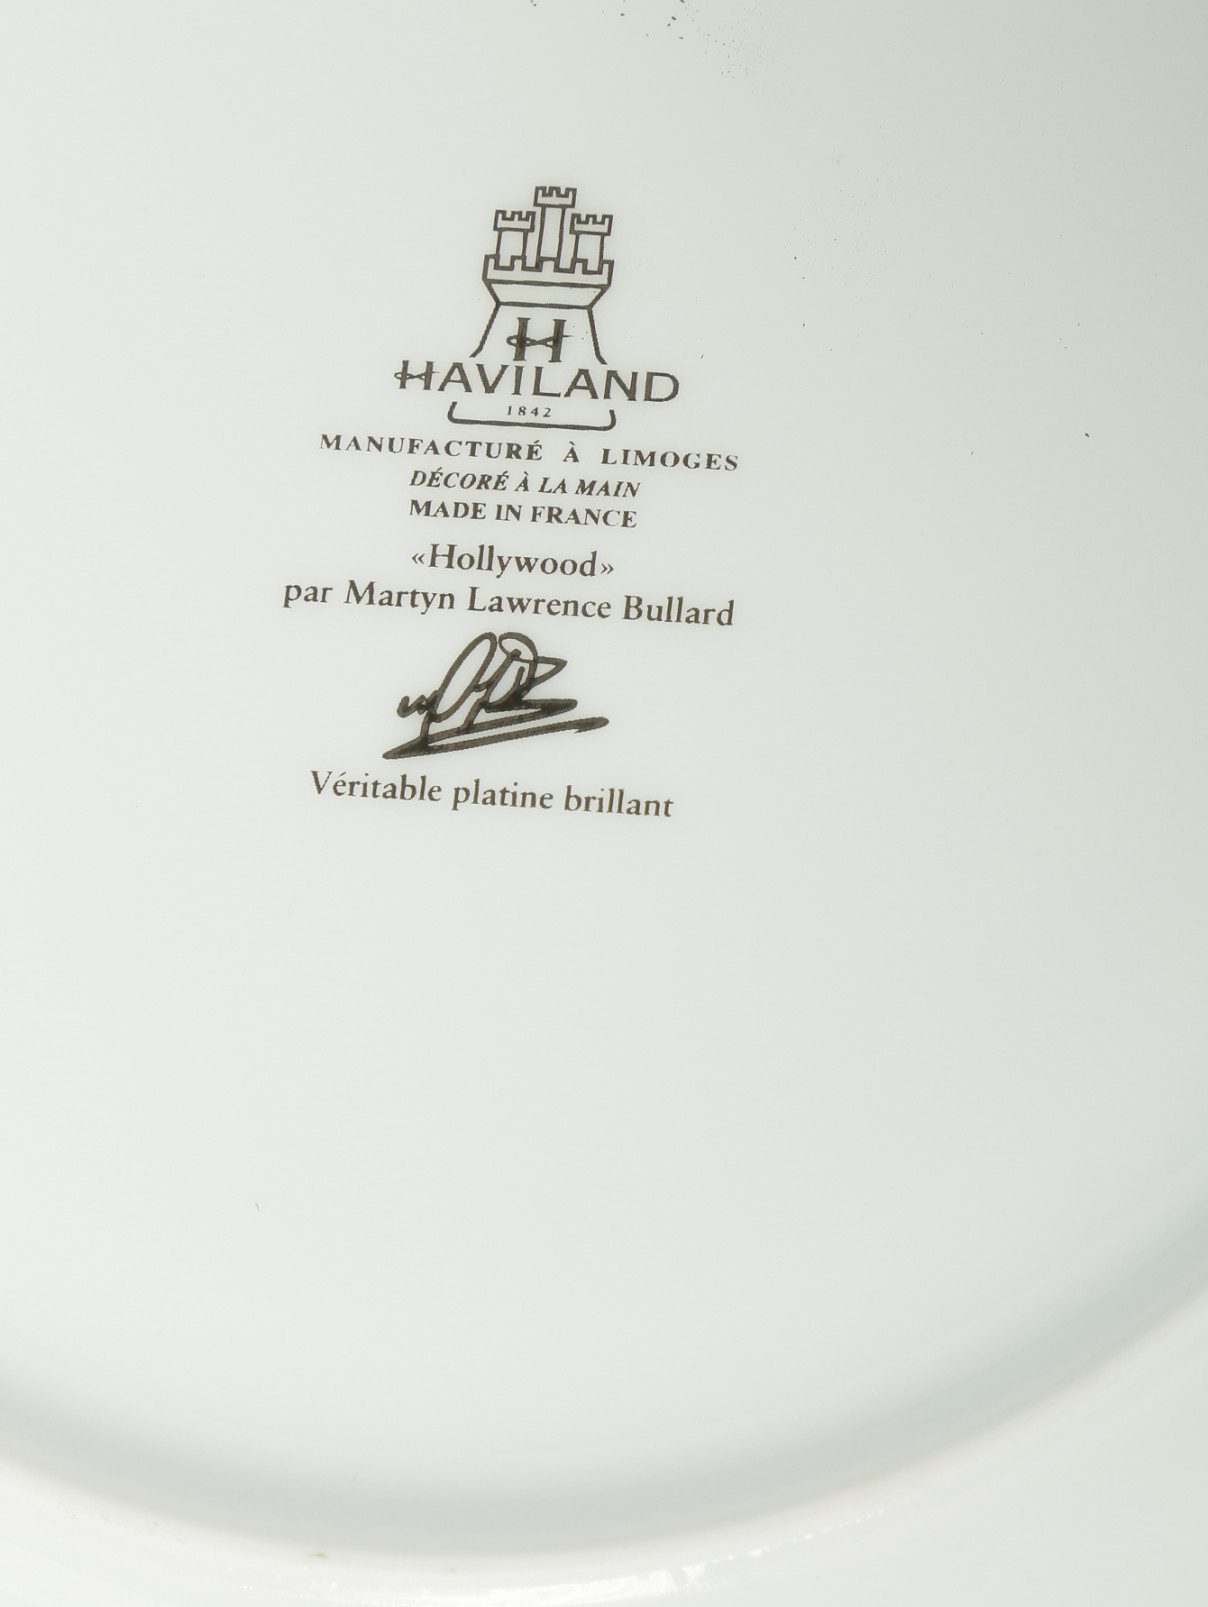 H
HAVILAND
1842
MANUFACTURÉ À LIMOGES
DÉCORÉ À LA MAIN
MADE IN FRANCE
«Hollywood»
par Martyn Lawrence Bullard
Véritable platine brillant